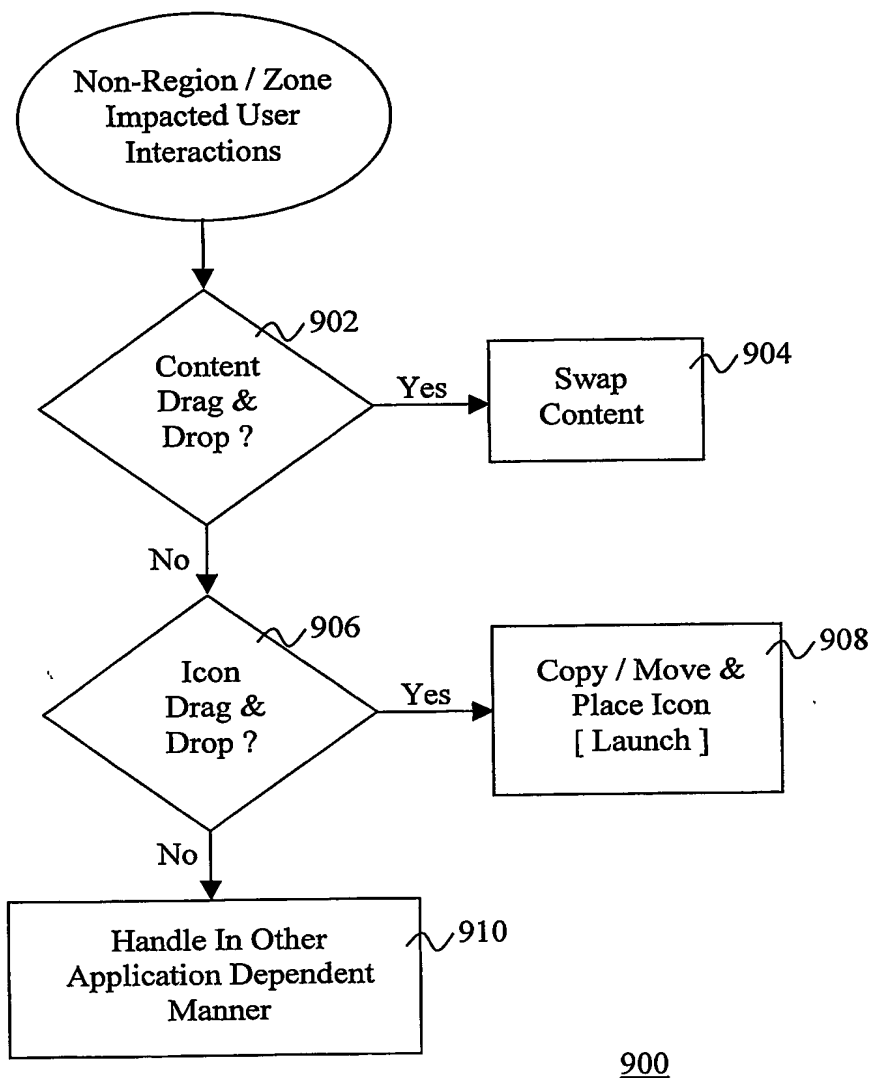 Non-Region / Zone
Impacted User
Interactions
902
Content
Drag &
Drop ?
Yes
904
Swap
Content
No
906
Icon
Drag &
Drop ?
Yes
908
Copy / Move &
Place Icon
[ Launch ]
No
910
Handle In Other
Application Dependent
Manner
900